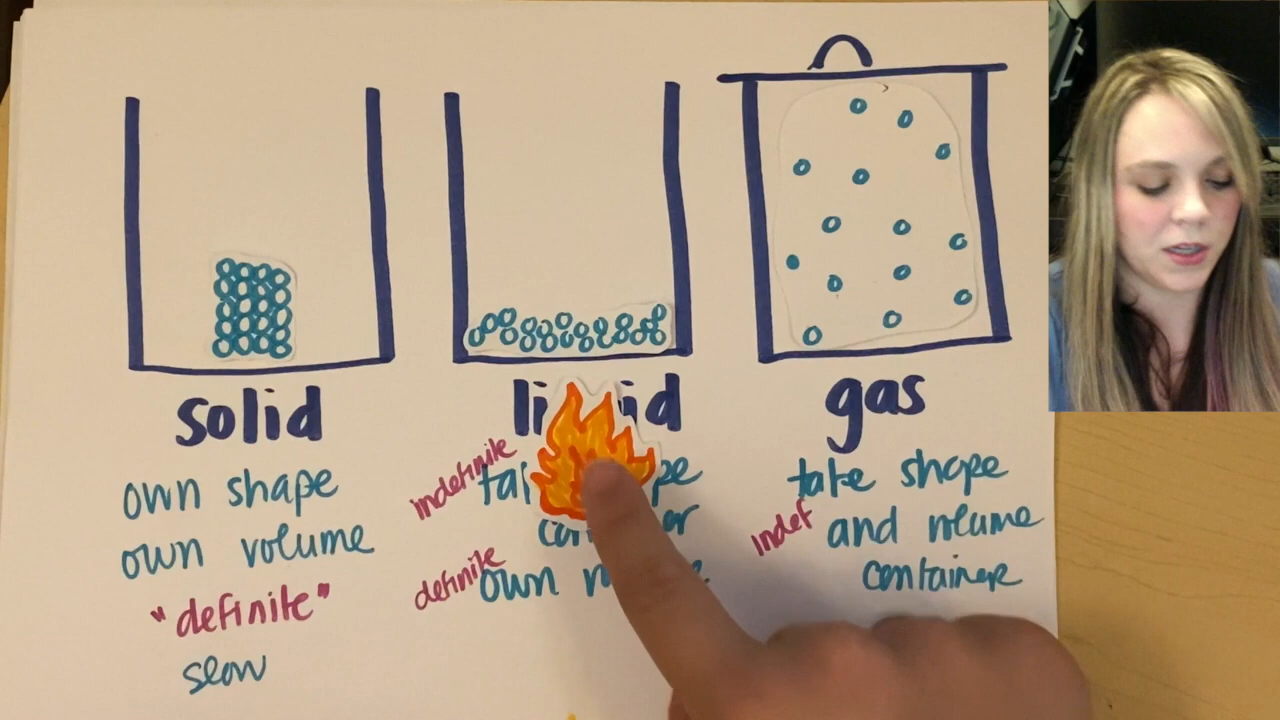 solid
own shape
own volume
"definite"
slow
indefinite
definite own
gas
take shape
Indef and volume
container